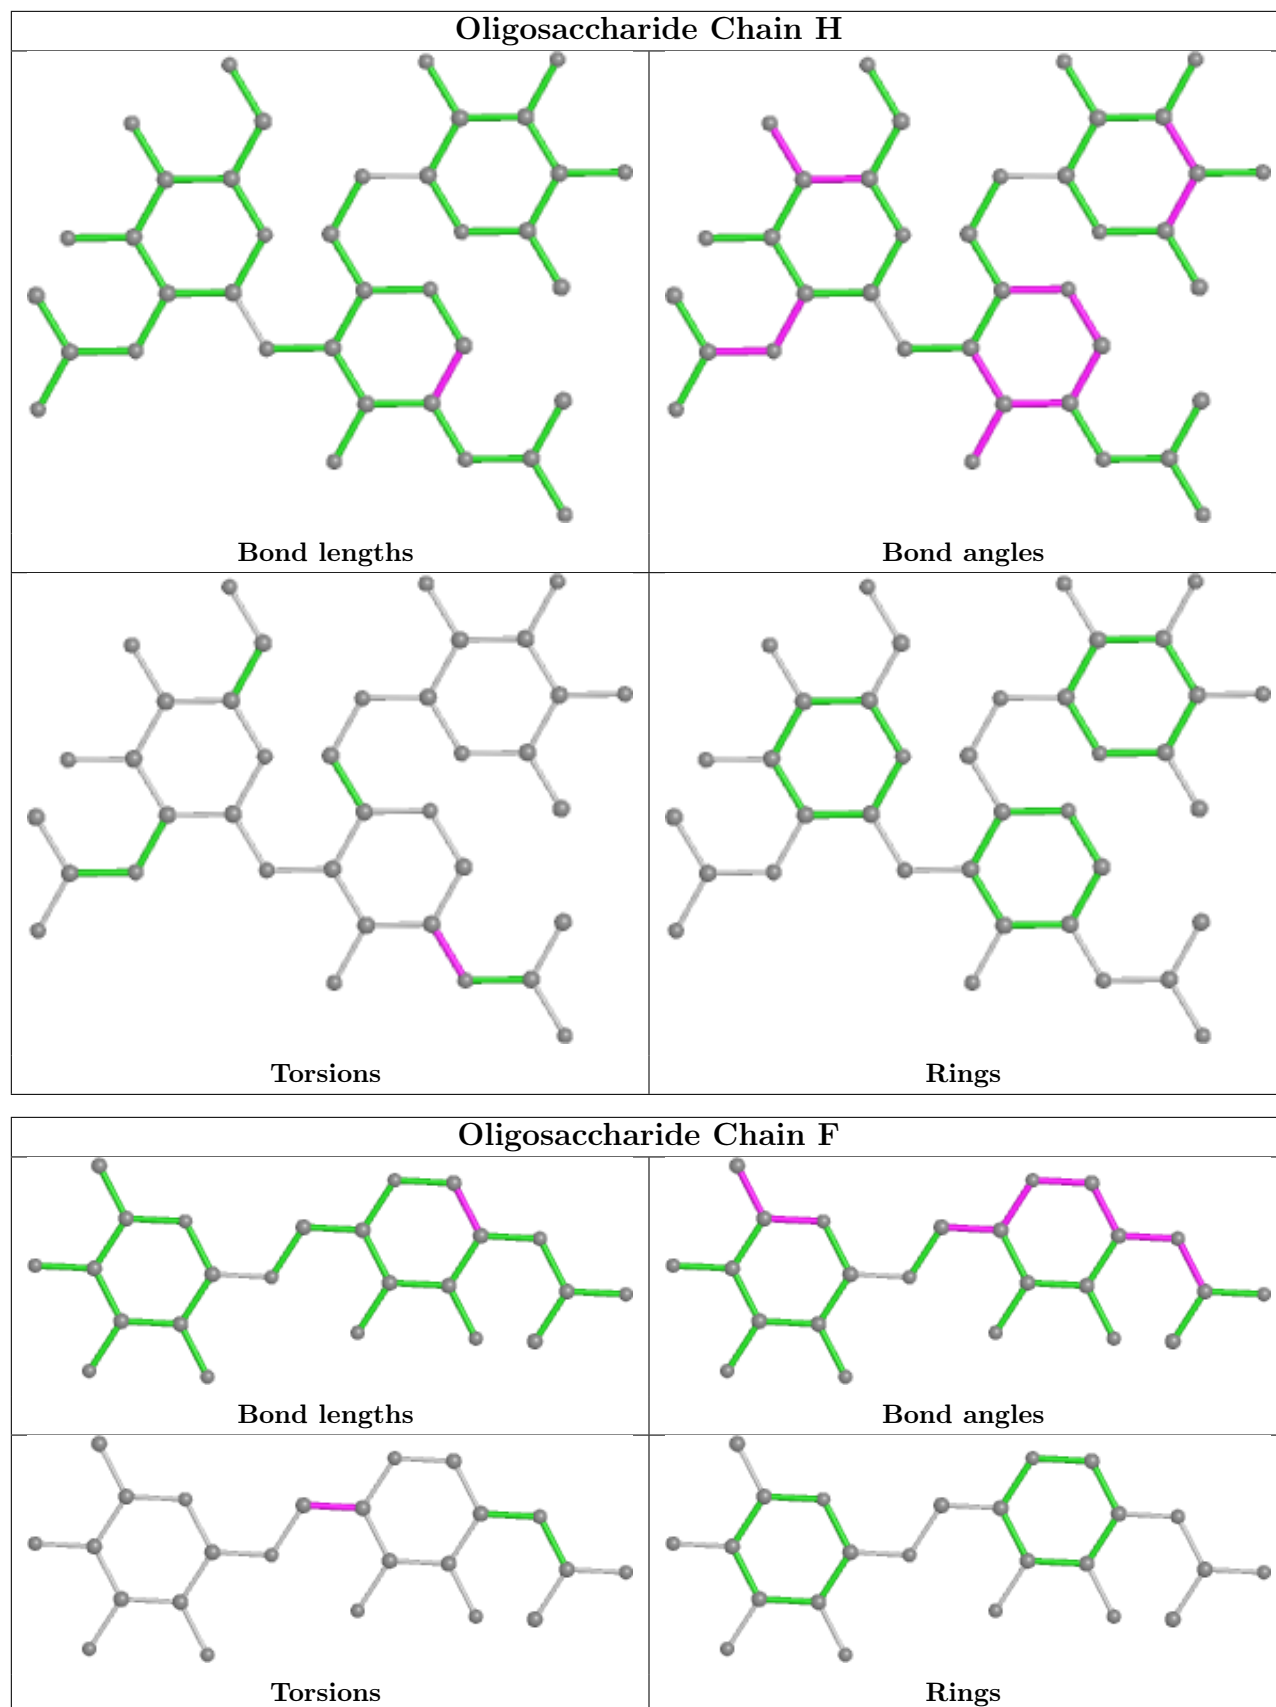 Oligosaccharide Chain H
Bond lengths
Bond angles
Torsions
Rings
Oligosaccharide Chain F
Bond lengths
Bond angles
Torsions
Rings